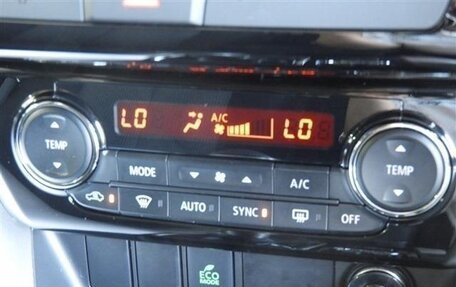 LO A/C LO
TEMP
TEMP
MODE A/C
AUTO SYNC OFF
ECO
MODE